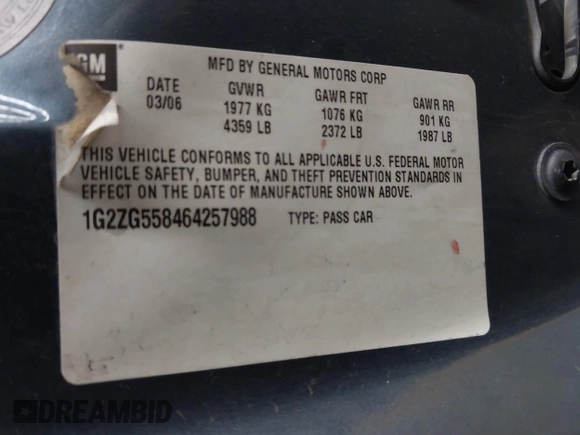 GM
MFD BY GENERAL MOTORS CORP
DATE GVWR GAWR FRT GAWR RR
03/06 1977 KG 1076 KG 901 KG
4359 LB 2372 LB 1987 LB
THIS VEHICLE CONFORMS TO ALL APPLICABLE U.S. FEDERAL MOTOR
VEHICLE SAFETY, BUMPER, AND THEFT PREVENTION STANDARDS IN
EFFECT ON THE DATE OF MANUFACTURE SHOWN ABOVE.
1G2ZG558464257988 TYPE: PASS CAR
DREAMBID